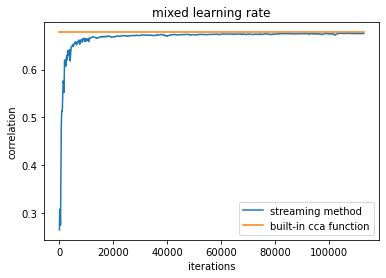 mixed learning rate
correlation
0.6
0.5
0.4
0.3
streaming method
built-in cca function
0 20000 40000 60000 80000 100000
iterations